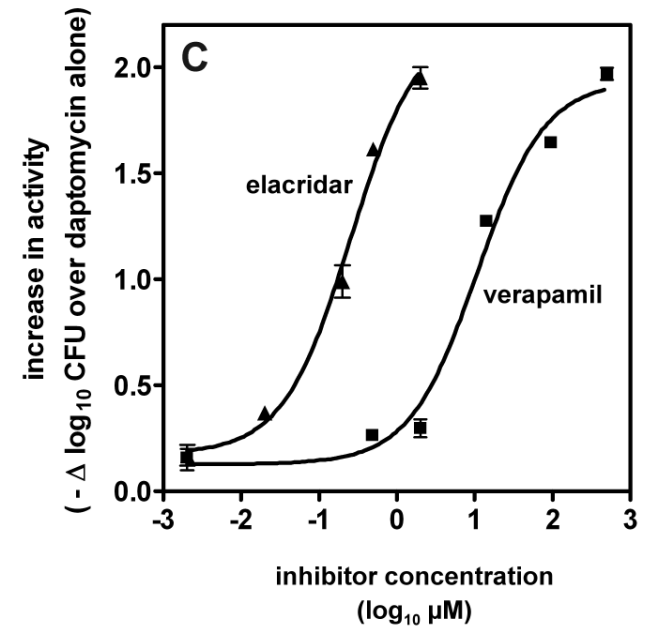 C
increase in activity
(- Δ log10 CFU over daptomycin alone)
2.0
1.5
1.0
0.5
0.0
elacridar
verapamil
-3 -2 -1 0 1 2 3
inhibitor concentration
(log10 µM)